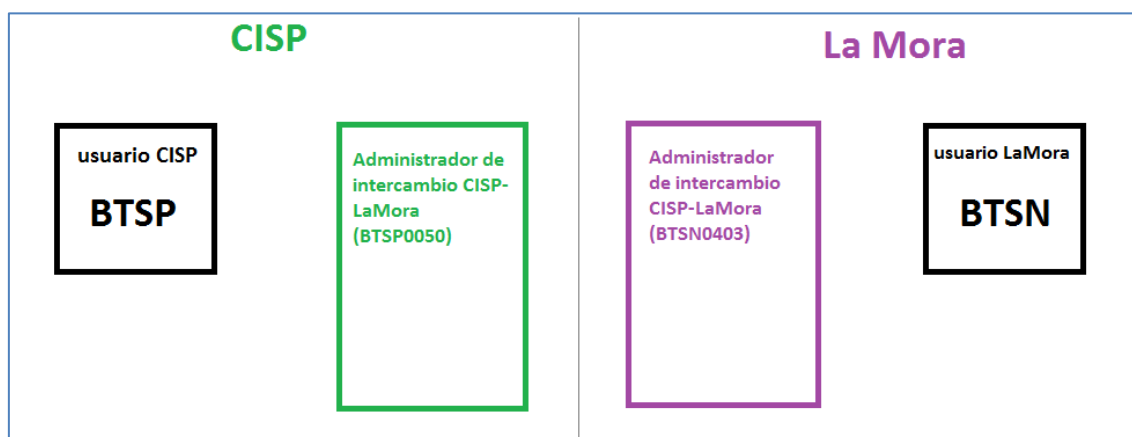 CISP
usuario CISP
BTSP
Administrador de
intercambio CISP-
LaMora
(BTSP0050)
La Mora
Administrador
de intercambio
CISP-LaMora
(BTSN0403)
usuario LaMora
BTSN